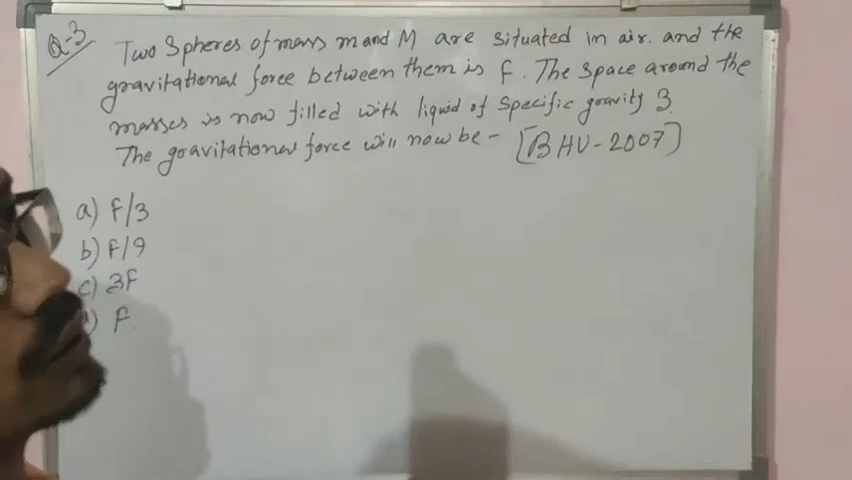 Q-3
Two Spheres of mass m and M are situated in air. and the
gravitational force between them is F. The space around the
masses is now filled with liquid of specific gravity 3.
The gravitational force will now be - [BHU-2007]
a) F/3
b) F/9
c) 3F
) F.